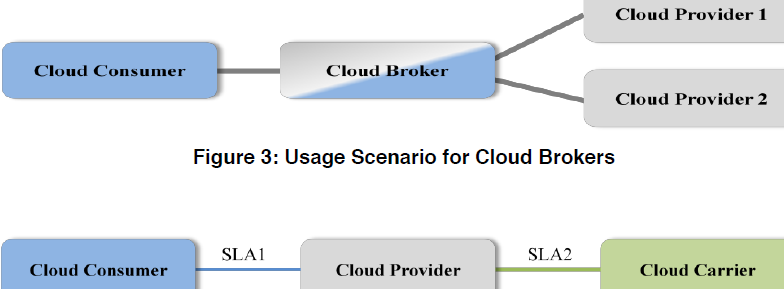 Cloud Provider 1
Cloud Consumer
Cloud Broker
Cloud Provider 2
Figure 3: Usage Scenario for Cloud Brokers
SLA1
SLA2
Cloud Consumer
Cloud Provider
Cloud Carrier